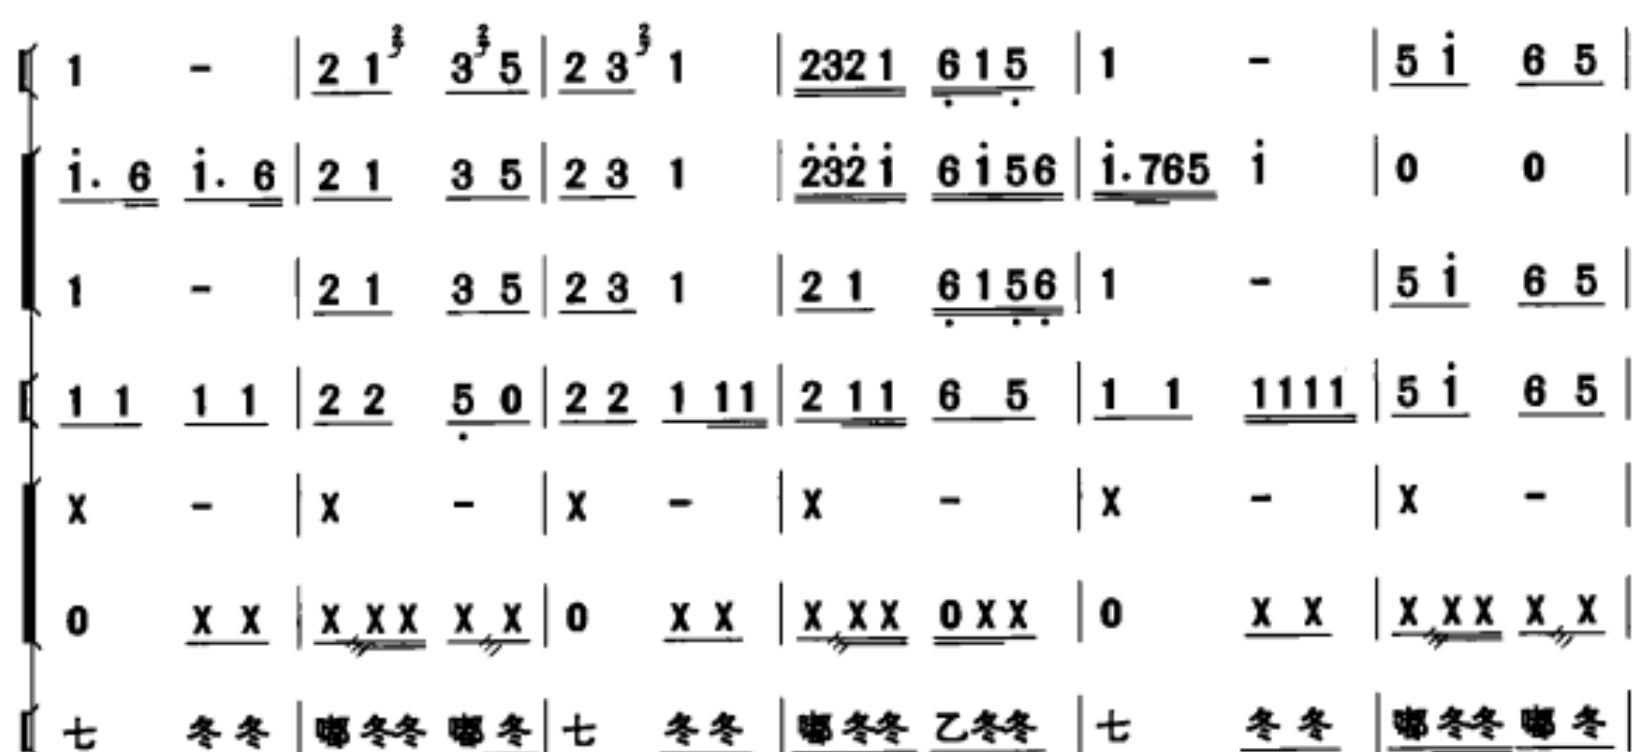 1 - | 2 1 3 5 | 2 3 1 | 2321 615 | 1 - | 5 i 6 5 |
i. 6 i. 6 | 2 1 3 5 | 2 3 1 | 2321 6156 | i.765 i | 0 0 |
1 - | 2 1 3 5 | 2 3 1 | 2 1 6156 | 1 - | 5 i 6 5 |
1 1 1 1 | 2 2 5 0 | 2 2 1 11 | 2 11 6 5 | 1 1 1111 | 5 i 6 5 |
X - | X - | X - | X - | X - | X - |
0 X X | X XX X X | 0 X X | X XX 0XX | 0 X X | X XX X X |
七 冬冬 | 嘟冬冬 嘟冬 | 七 冬冬 | 嘟冬冬 乙冬冬 | 七 冬冬 | 嘟冬冬 嘟冬 |